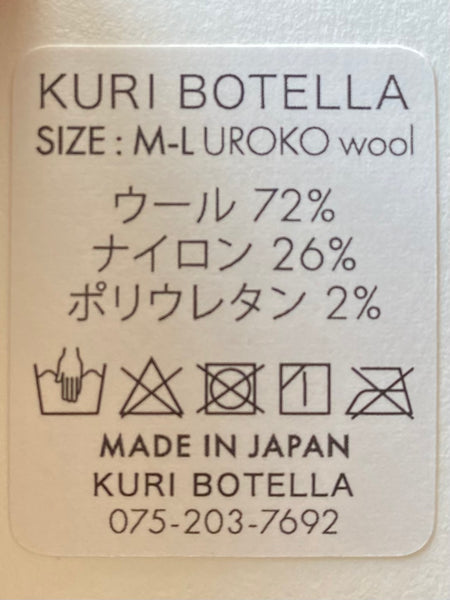 KURI BOTELLA
SIZE : M-L UROKO wool
ウール 72%
ナイロン 26%
ポリウレタン 2%
MADE IN JAPAN
KURI BOTELLA
075-203-7692